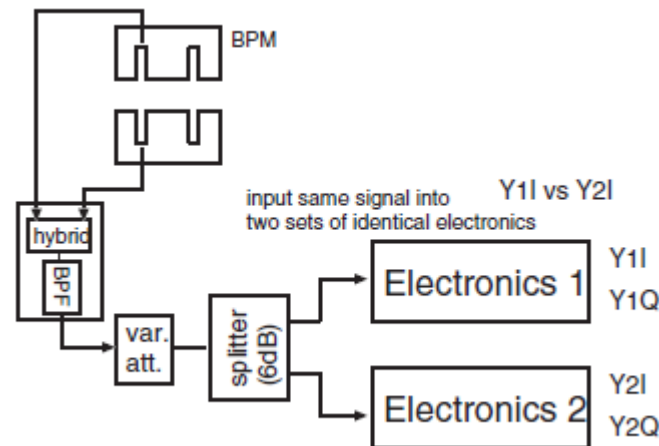 BPM
input same signal into
two sets of identical electronics
Y1I vs Y2I
hybrid
BPF
var.
att.
splitter
(6dB)
Electronics 1
Y1I
Y1Q
Electronics 2
Y2I
Y2Q